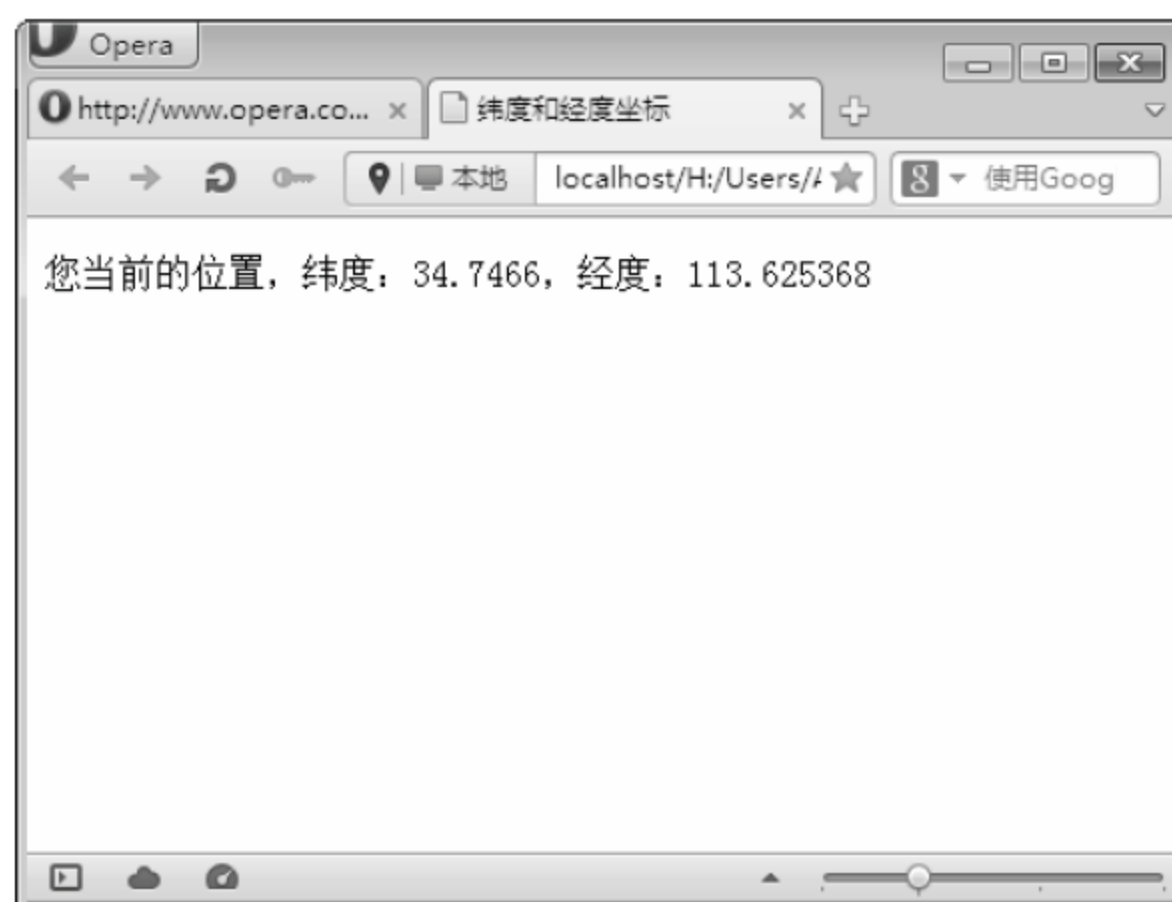 Opera
http://www.opera.co...
纬度和经度坐标
本地
localhost/H:/Users//
使用Goog
您当前的位置，纬度：34.7466，经度：113.625368